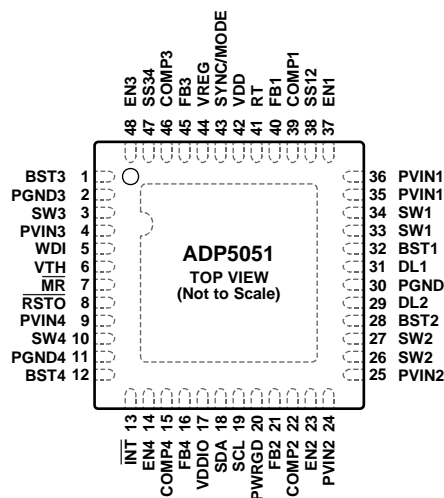 48 EN3
47 SS34
46 COMP3
45 FB3
44 VREG
43 SYNC/MODE
42 VDD
41 RT
40 FB1
39 COMP1
38 SS12
37 EN1
BST3 1
PGND3 2
SW3 3
PVIN3 4
WDI 5
VTH 6
MR 7
RSTO 8
PVIN4 9
SW4 10
PGND4 11
BST4 12
ADP5051
TOP VIEW
(Not to Scale)
36 PVIN1
35 PVIN1
34 SW1
33 SW1
32 BST1
31 DL1
30 PGND
29 DL2
28 BST2
27 SW2
26 SW2
25 PVIN2
INT 13
EN4 14
COMP4 15
FB4 16
VDDIO 17
SDA 18
SCL 19
PWRGD 20
FB2 21
COMP2 22
EN2 23
PVIN2 24